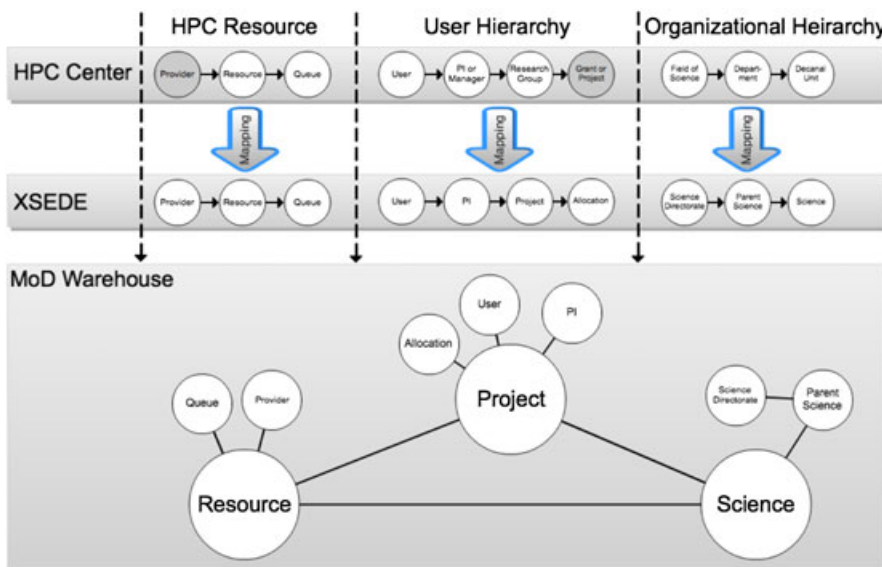 HPC Resource
User Hierarchy
Organizational Heirarchy
HPC Center
Provider
Resource
Queue
User
PI or
Manager
Research
Group
Grant or
Project
Field of
Science
Depart-
ment
Decanal
Unit
Mapping
Mapping
Mapping
XSEDE
Provider
Resource
Queue
User
PI
Project
Allocation
Science
Directorate
Parent
Science
Science
MoD Warehouse
User
PI
Allocation
Project
Queue
Provider
Science
Directorate
Parent
Science
Resource
Science